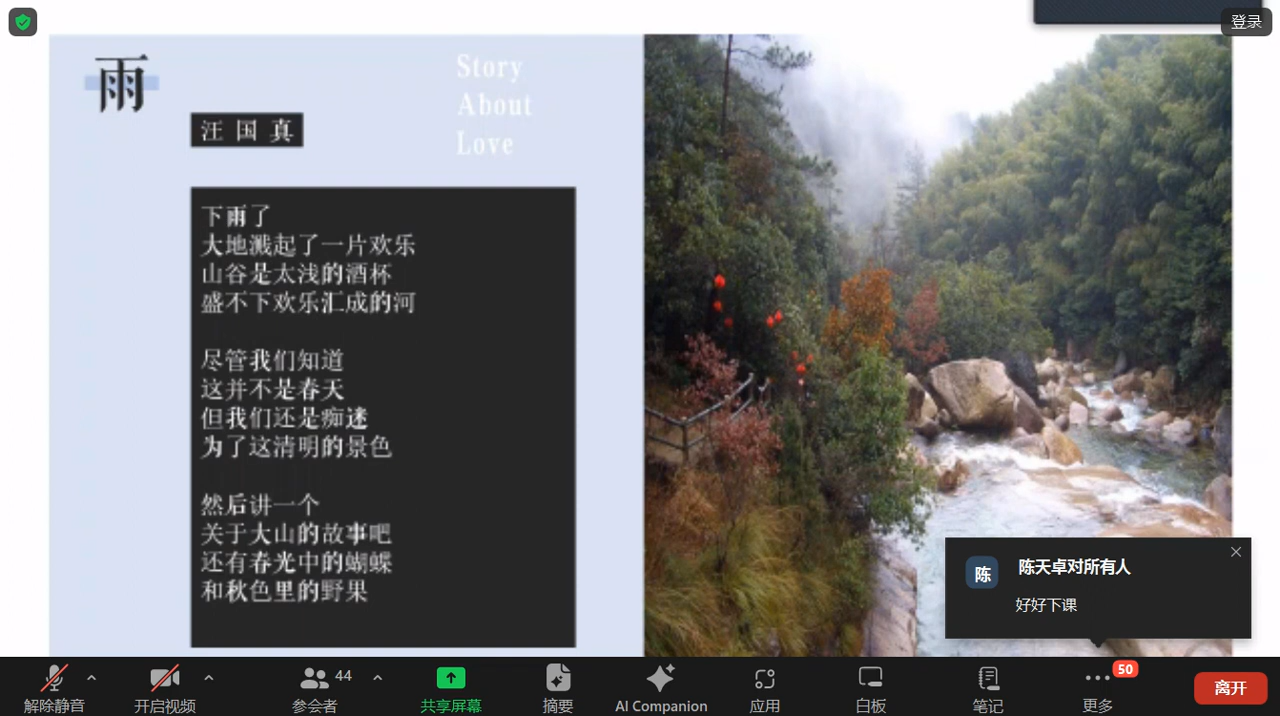 登录
雨
Story
About
Love
汪国真
下雨了
大地溅起了一片欢乐
山谷是太浅的酒杯
盛不下欢乐汇成的河
尽管我们知道
这并不是春天
但我们还是痴迷
为了这清明的景色
然后讲一个
关于大山的故事吧
还有春光中的蝴蝶
和秋色里的野果
陈
陈天卓对所有人
好好下课
解除静音
开启视频
44
参会者
共享屏幕
摘要
AI Companion
应用
白板
笔记
50
更多
离开